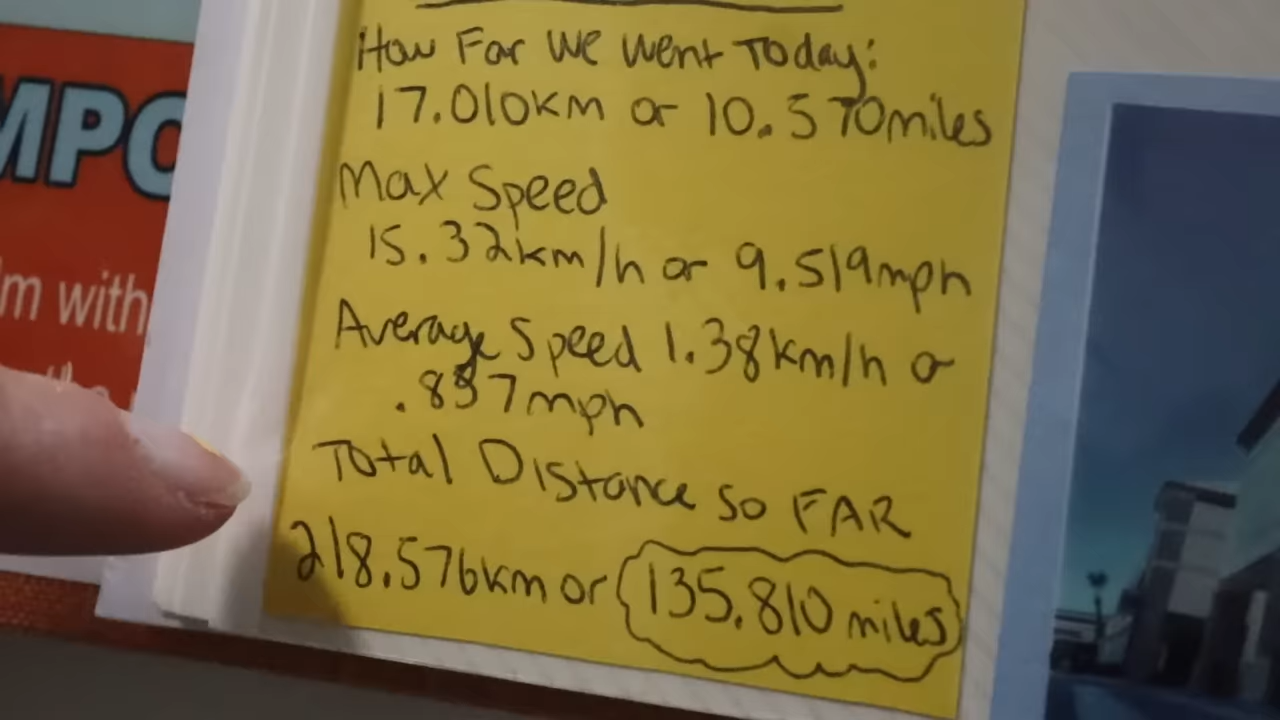 MPO
m with
the
How Far We Went Today:
17.010km or 10.570miles
Max Speed
15.32km/h or 9.519mph
Average Speed 1.38km/h or
.857mph
Total Distance so FAR
218.576km or 135.810 miles